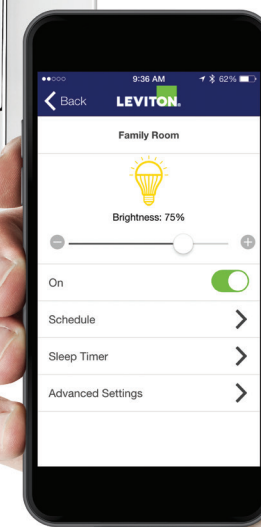 9:36 AM 62%
Back LEVITON.
Family Room
Brightness: 75%
On
Schedule
Sleep Timer
Advanced Settings